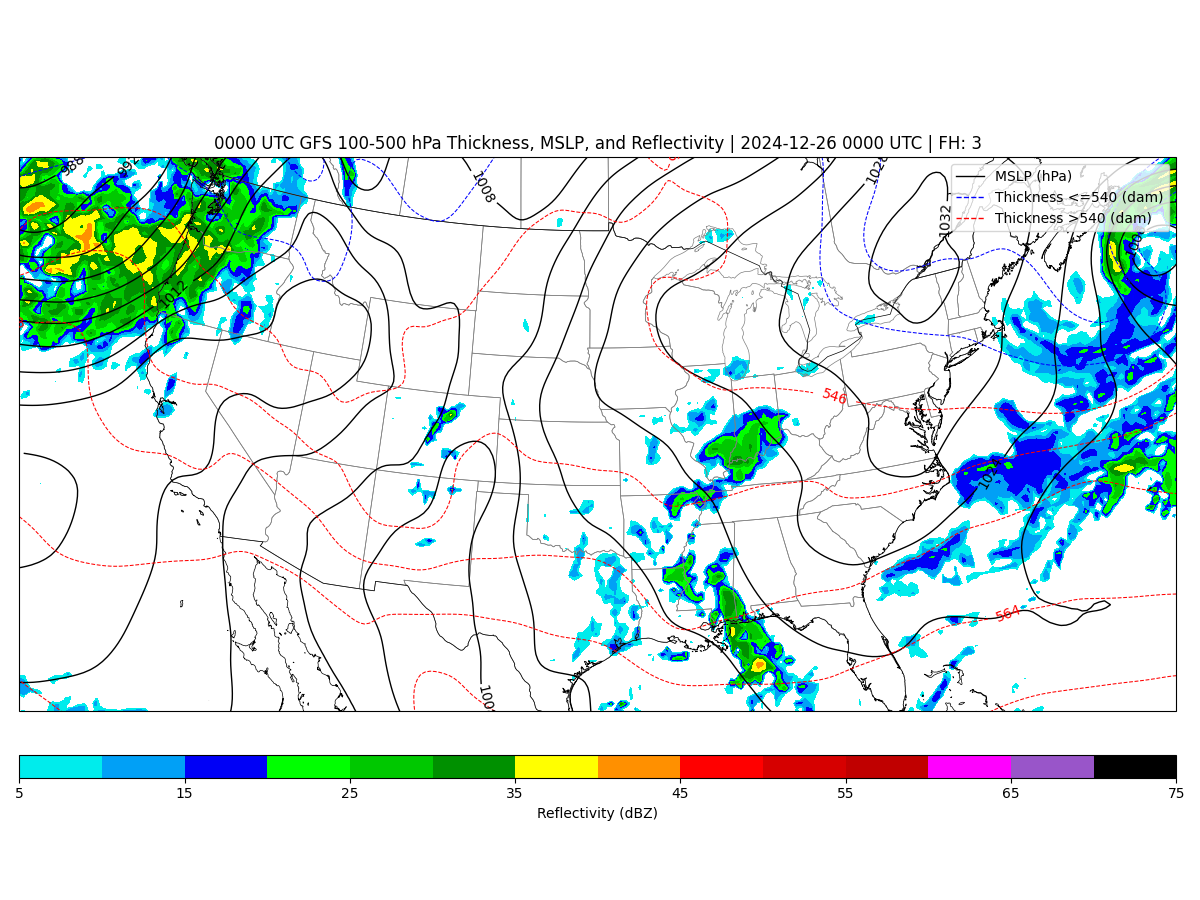 0000 UTC GFS 100-500 hPa Thickness, MSLP, and Reflectivity | 2024-12-26 0000 UTC | FH: 3
988
992
1008
1028
1032
MSLP (hPa)
Thickness <=540 (dam)
Thickness >540 (dam)
1012
546
564
100
5 15 25 35 45 55 65 75
Reflectivity (dBZ)